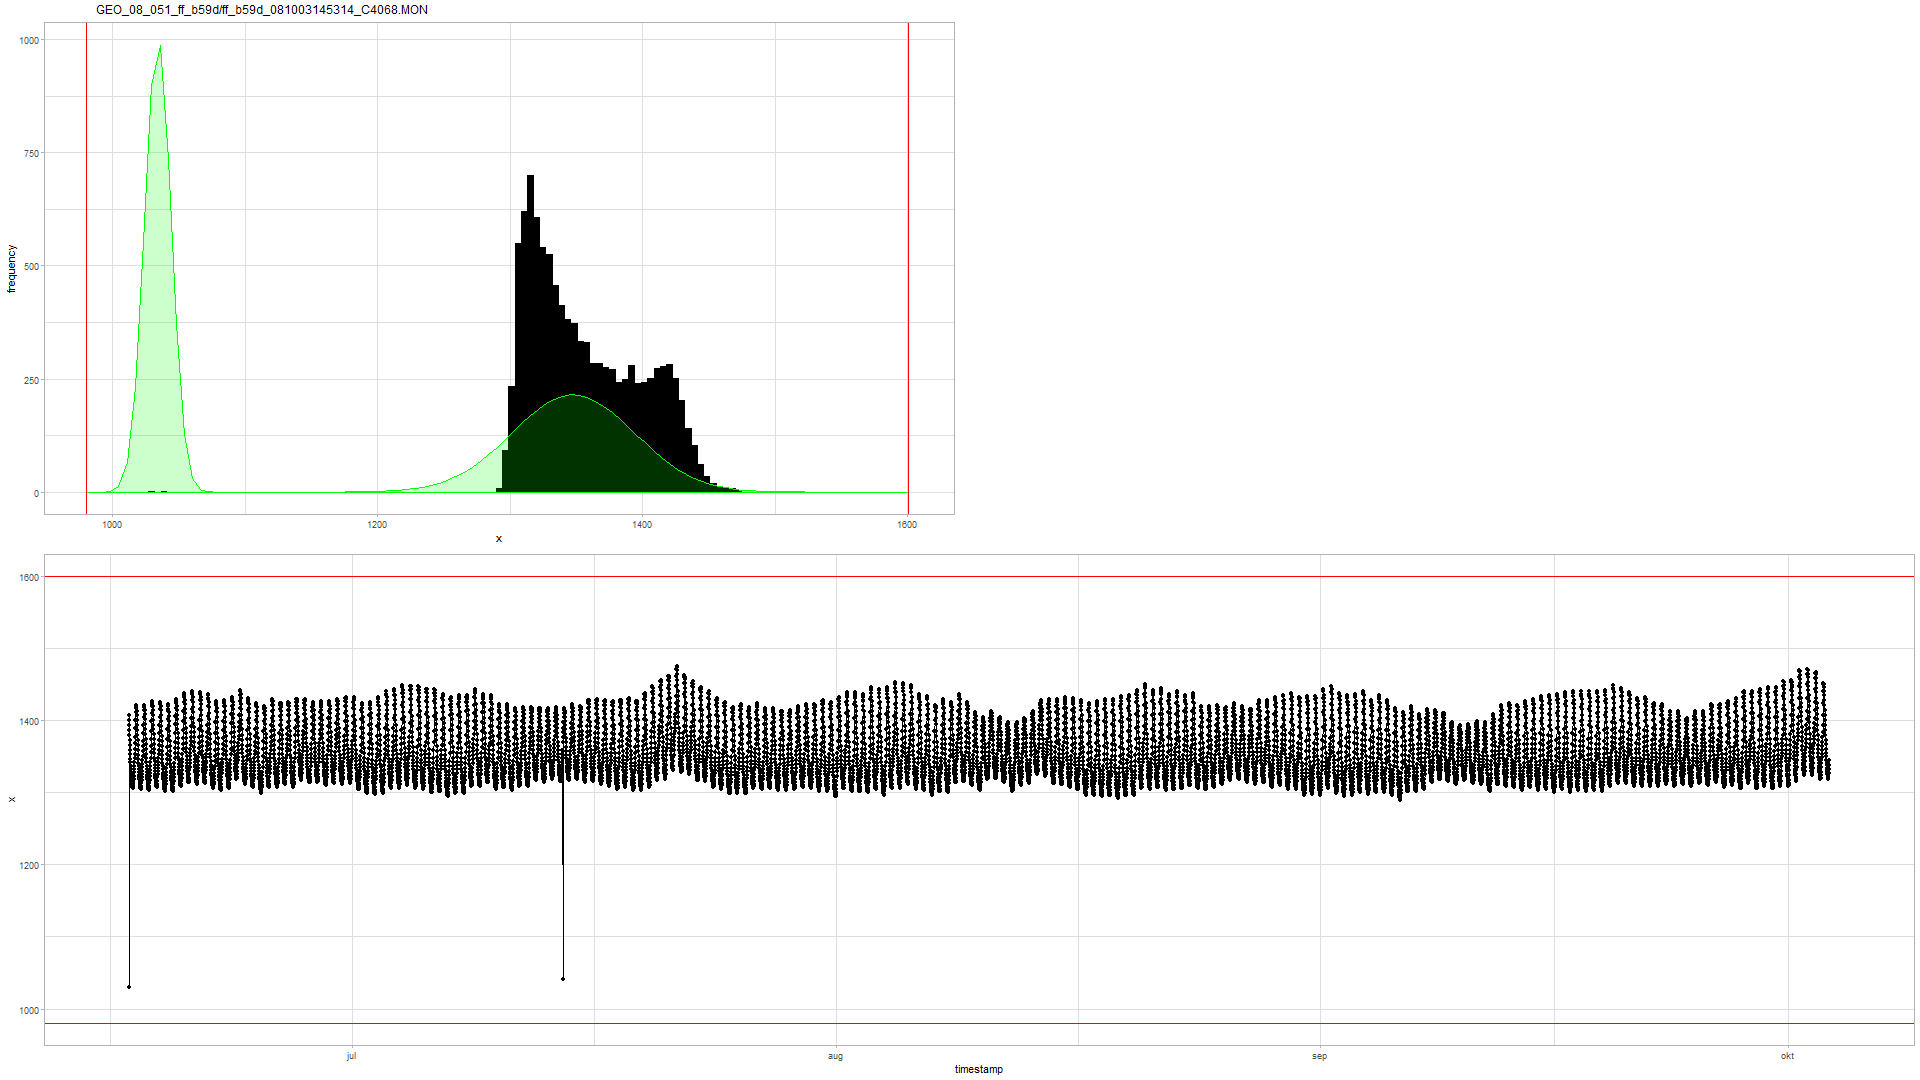 GEO_08_051_ff_b59d/ff_b59d_081003145314_C4068.MON
1000
750
500
250
0
frequency
1000 1200 1400 1600
x
1600
1400
1200
1000
x
jul aug sep okt
timestamp